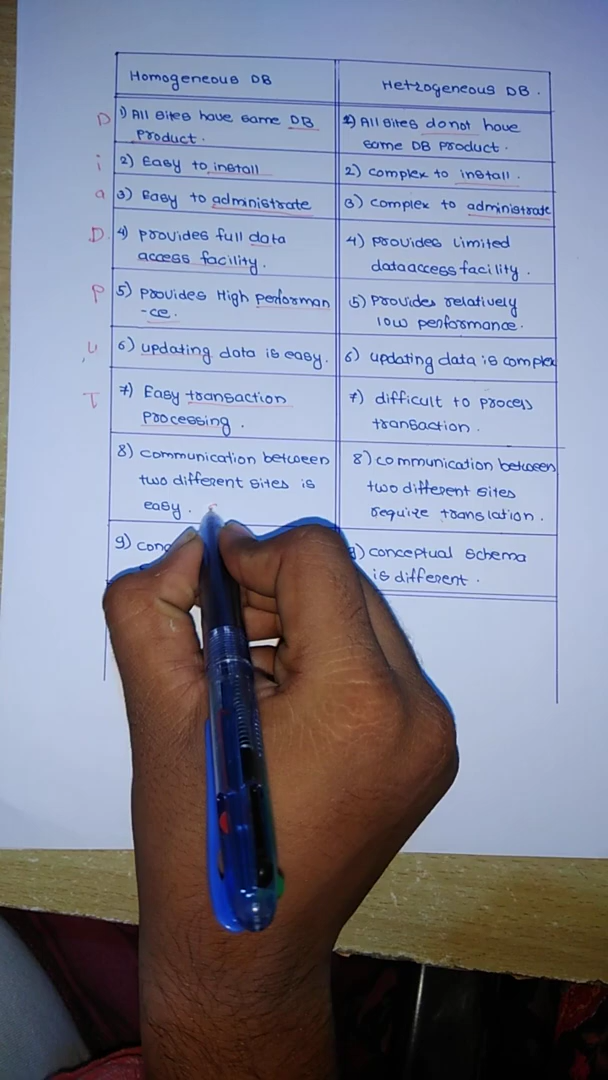 Homogeneous DB
Hetrogeneous DB.
D
1) All sites have same DB
product.
1) All sites donot have
same DB product.
i
2) Easy to install
2) complex to install.
a
3) Easy to administrate
3) complex to administrate
D
4) provides full data
access facility.
4) provides Limited
dataaccess facility.
P
5) provides High performan
-ce.
5) provides relatively
low performance.
U
6) updating data is easy.
6) updating data is complex
T
7) Easy transaction
processing.
7) difficult to process
transaction.
8) communication between
two different sites is
easy.
8) communication between
two different sites
require translation.
9) conc
9) conceptual schema
is different.